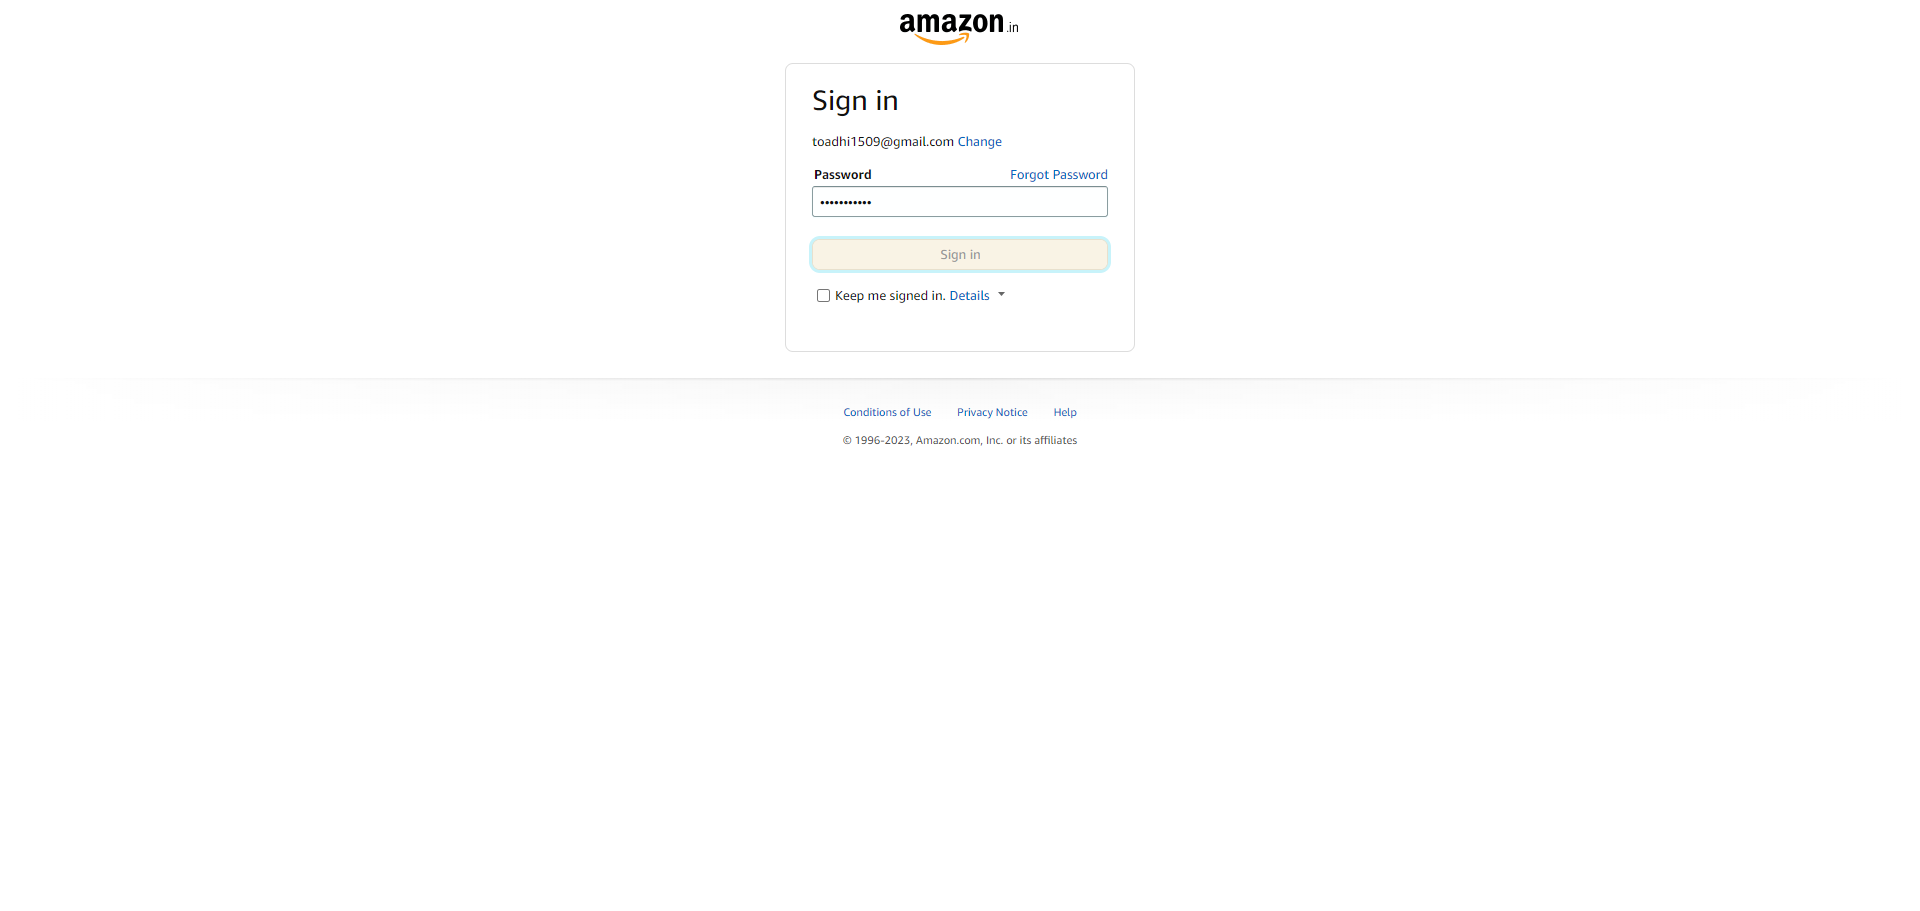 amazon.in
Sign in
toadhi1509@gmail.com Change
Password Forgot Password
•••••••••••
Sign in
Keep me signed in. Details
Conditions of Use Privacy Notice Help
© 1996-2023, Amazon.com, Inc. or its affiliates